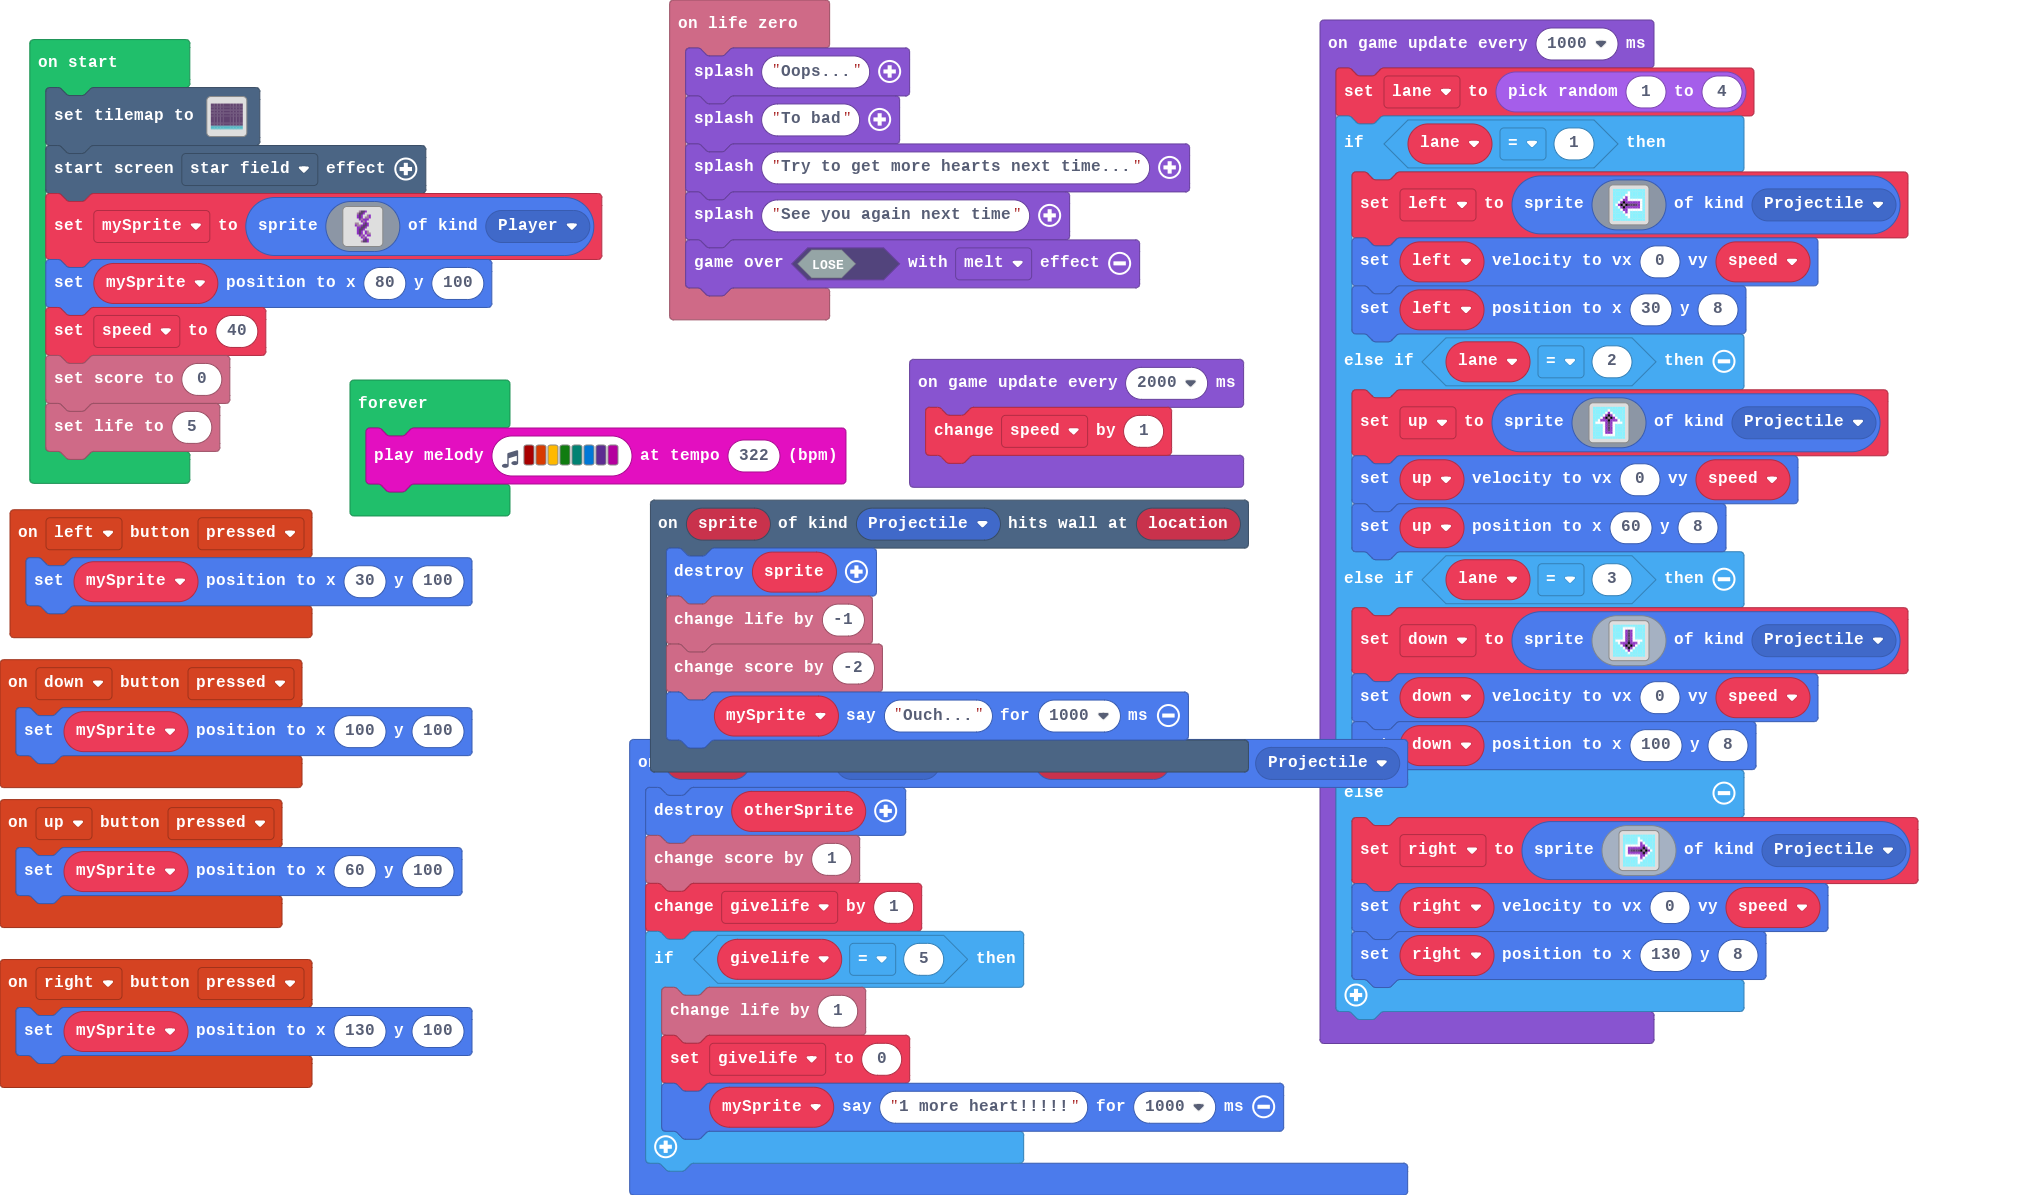 on start
set tilemap to
start screen star field effect
set mySprite to sprite of kind Player
set mySprite position to x 80 y 100
set speed to 40
set score to 0
set life to 5
on left button pressed
set mySprite position to x 30 y 100
on down button pressed
set mySprite position to x 100 y 100
on up button pressed
set mySprite position to x 60 y 100
on right button pressed
set mySprite position to x 130 y 100
forever
play melody at tempo 322 (bpm)
on life zero
splash "Oops..."
splash "To bad"
splash "Try to get more hearts next time..."
splash "See you again next time"
game over LOSE with melt effect
on game update every 2000 ms
change speed by 1
on sprite of kind Projectile hits wall at location
destroy sprite
change life by -1
change score by -2
mySprite say "Ouch..." for 1000 ms
Projectile
destroy otherSprite
change score by 1
change givelife by 1
if givelife = 5 then
change life by 1
set givelife to 0
mySprite say "1 more heart!!!!!" for 1000 ms
on game update every 1000 ms
set lane to pick random 1 to 4
if lane = 1 then
set left to sprite of kind Projectile
set left velocity to vx 0 vy speed
set left position to x 30 y 8
else if lane = 2 then
set up to sprite of kind Projectile
set up velocity to vx 0 vy speed
set up position to x 60 y 8
else if lane = 3 then
set down to sprite of kind Projectile
set down velocity to vx 0 vy speed
down position to x 100 y 8
else
set right to sprite of kind Projectile
set right velocity to vx 0 vy speed
set right position to x 130 y 8